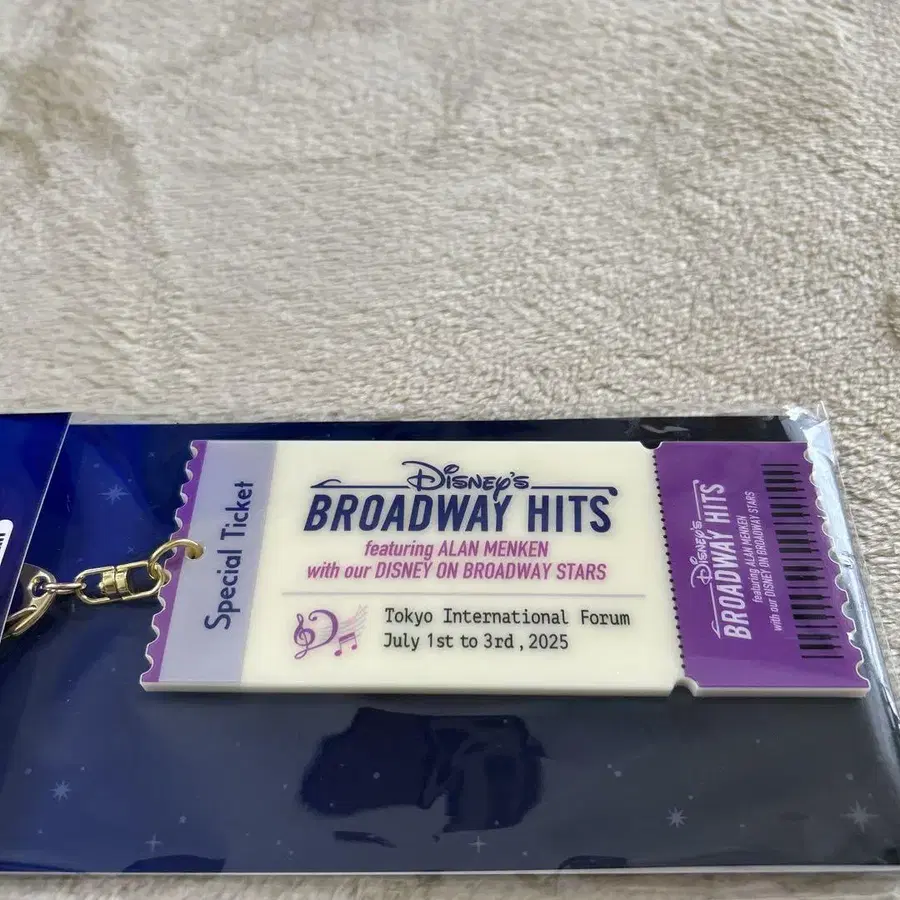 Special Ticket
Disney's
BROADWAY HITS
featuring ALAN MENKEN
with our DISNEY ON BROADWAY STARS
Tokyo International Forum
July 1st to 3rd , 2025
Disney's
BROADWAY HITS
featuring ALAN MENKEN
with our DISNEY ON BROADWAY STARS